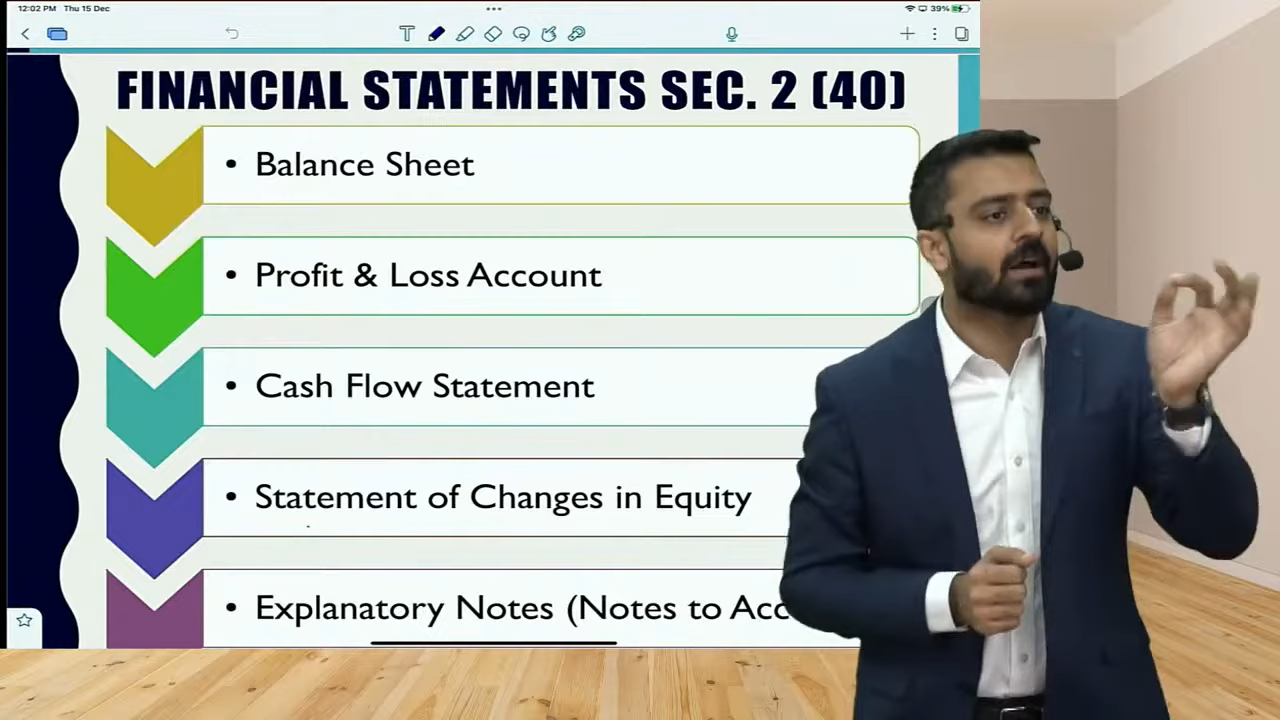 12:02 PM Thu 15 Dec
39%
FINANCIAL STATEMENTS SEC. 2 (40)
• Balance Sheet
• Profit & Loss Account
• Cash Flow Statement
• Statement of Changes in Equity
• Explanatory Notes (Notes to Acc